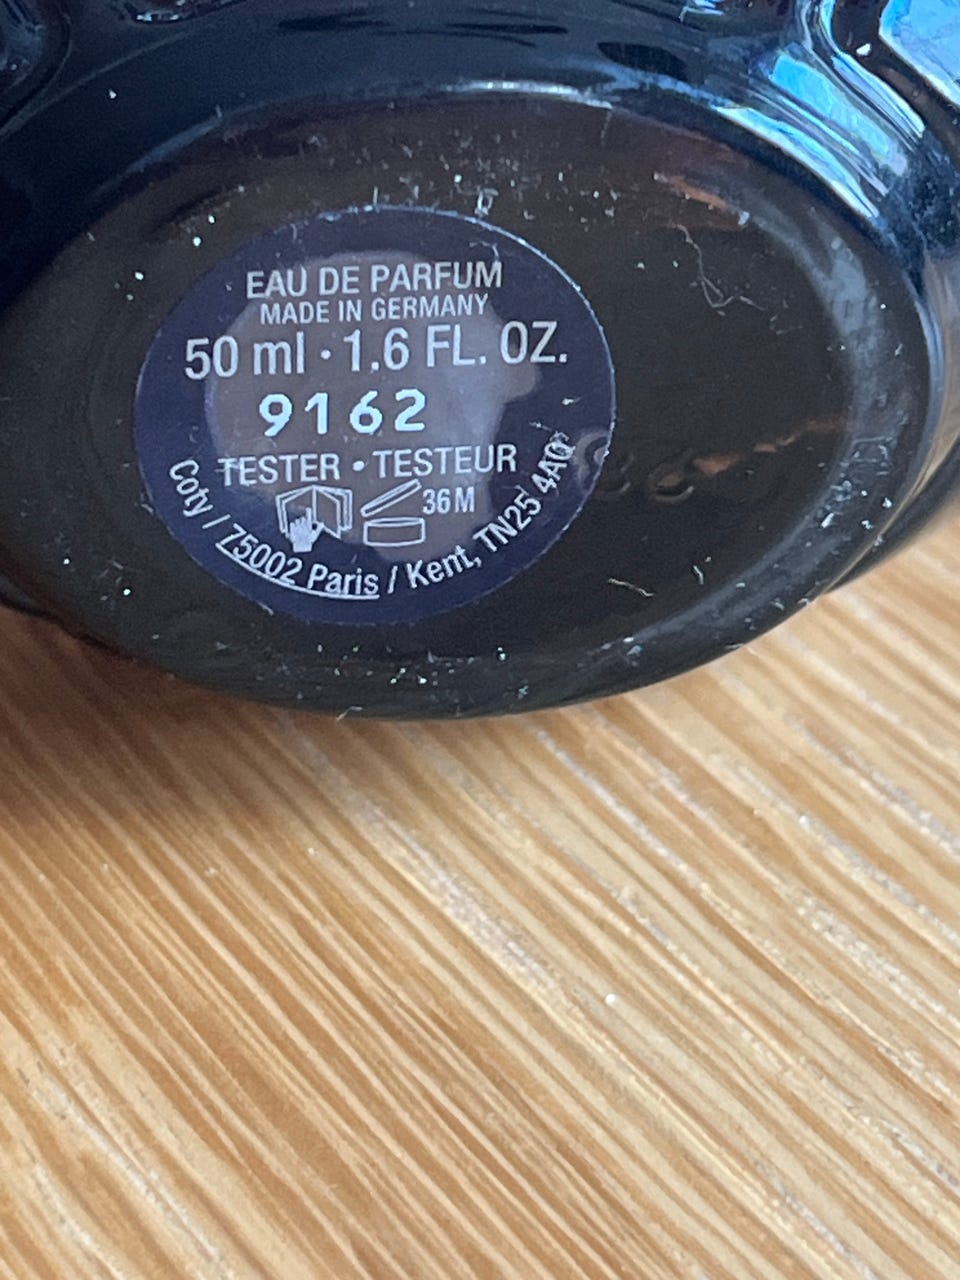 EAU DE PARFUM
MADE IN GERMANY
50 ml · 1.6 FL. OZ.
9162
TESTER • TESTEUR
36M
Coty / 75002 Paris / Kent, TN25 4AQ